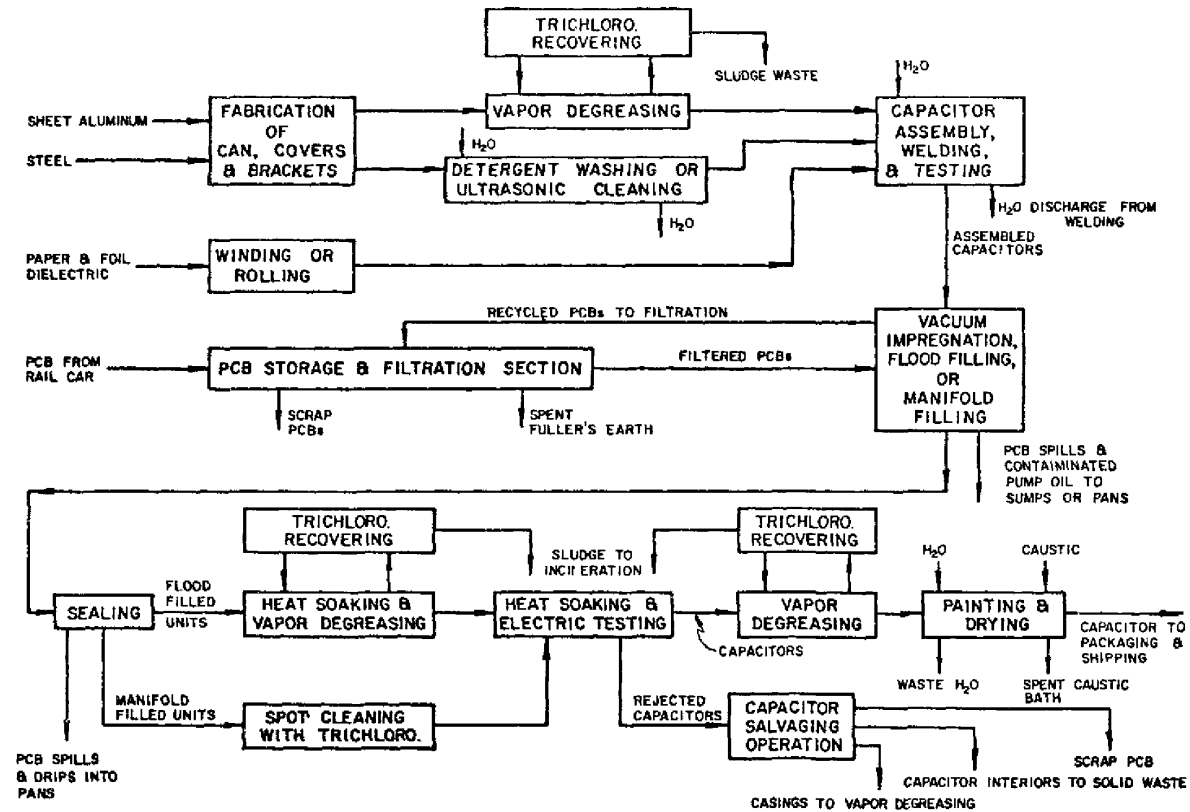 TRICHLORO.
RECOVERING
SLUDGE WASTE
H₂O
SHEET ALUMINUM
STEEL
FABRICATION
OF
CAN, COVERS
& BRACKETS
VAPOR DEGREASING
H₂O
DETERGENT WASHING OR
ULTRASONIC CLEANING
H₂O
CAPACITOR
ASSEMBLY,
WELDING,
& TESTING
H₂O DISCHARGE FROM
WELDING
ASSEMBLED
CAPACITORS
PAPER & FOIL
DIELECTRIC
WINDING OR
ROLLING
RECYCLED PCBs TO FILTRATION
PCB FROM
RAIL CAR
PCB STORAGE & FILTRATION SECTION
FILTERED PCBs
VACUUM
IMPREGNATION,
FLOOD FILLING,
OR
MANIFOLD
FILLING
SCRAP
PCBs
SPENT
FULLER'S EARTH
PCB SPILLS &
CONTAIMINATED
PUMP OIL TO
SUMPS OR PANS
TRICHLORO.
RECOVERING
SLUDGE TO
INCIFERATION
TRICHLORO.
RECOVERING
H₂O
CAUSTIC
SEALING
FLOOD
FILLED
UNITS
HEAT SOAKING &
VAPOR DEGREASING
HEAT SOAKING &
ELECTRIC TESTING
CAPACITORS
VAPOR
DEGREASING
PAINTING &
DRYING
CAPACITOR TO
PACKAGING &
SHIPPING
WASTE H₂O
SPENT CAUSTIC
BATH
MANIFOLD
FILLED UNITS
SPOT CLEANING
WITH TRICHLORO.
REJECTED
CAPACITORS
CAPACITOR
SALVAGING
OPERATION
PCB SPILLS
& DRIPS INTO
PANS
SCRAP PCB
CAPACITOR INTERIORS TO SOLID WASTE
CASINGS TO VAPOR DEGREASING